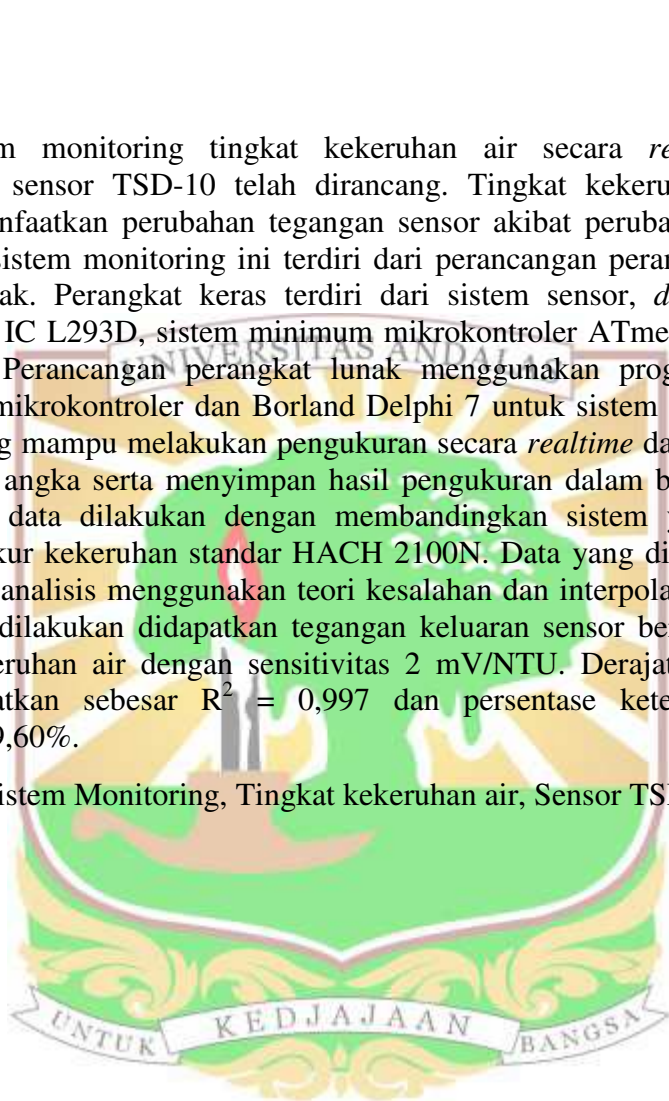 m monitoring tingkat kekeruhan air secara re
sensor TSD-10 telah dirancang. Tingkat kekeru
nfaatkan perubahan tegangan sensor akibat peruba
sistem monitoring ini terdiri dari perancangan peran
ak. Perangkat keras terdiri dari sistem sensor, d
IC L293D, sistem minimum mikrokontroler ATme
UNIVERSITAS ANDALAS
Perancangan perangkat lunak menggunakan prog
mikrokontroler dan Borland Delphi 7 untuk sistem
g mampu melakukan pengukuran secara realtime da
angka serta menyimpan hasil pengukuran dalam b
data dilakukan dengan membandingkan sistem y
kur kekeruhan standar HACH 2100N. Data yang di
analisis menggunakan teori kesalahan dan interpola
dilakukan didapatkan tegangan keluaran sensor ber
eruhan air dengan sensitivitas 2 mV/NTU. Derajat
atkan sebesar R² = 0,997 dan persentase kete
9,60%.
istem Monitoring, Tingkat kekeruhan air, Sensor TS
UNTUK KEDJAJAAN BANGSA